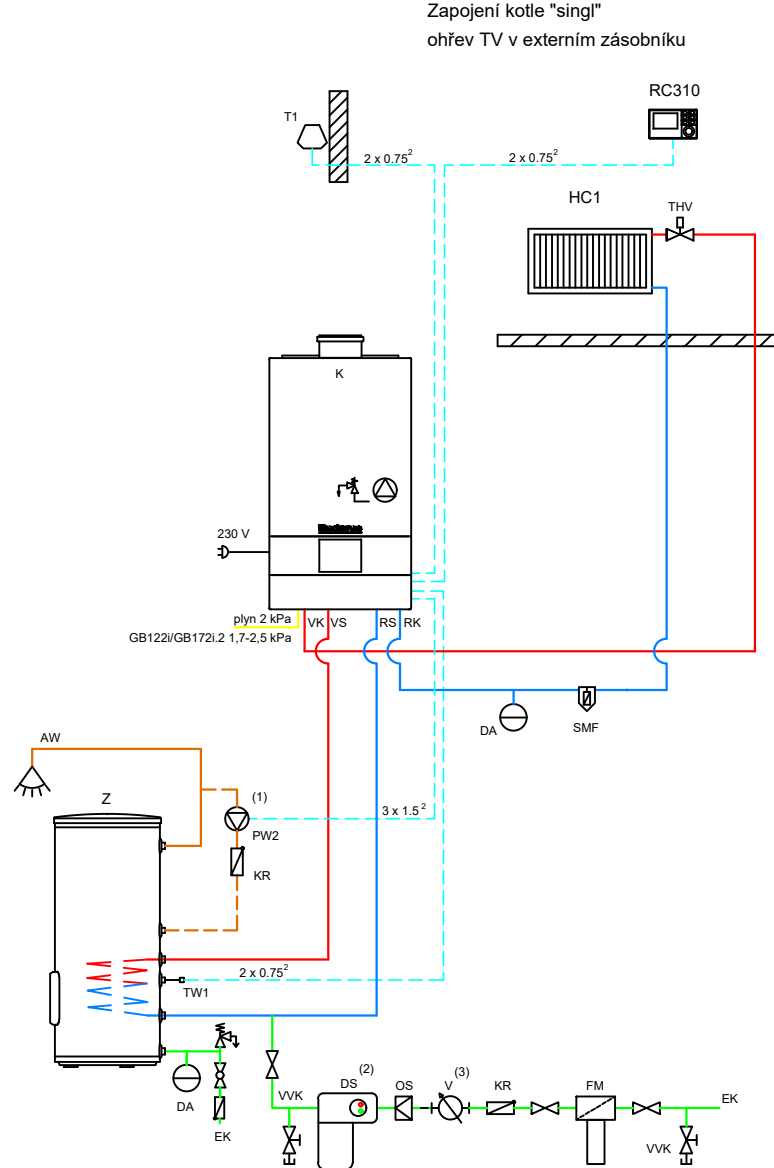 Zapojení kotle "singl"
ohřev TV v externím zásobníku
RC310
T1
2 x 0.75²
2 x 0.75²
HC1
THV
K
230 V
plyn 2 kPa
VK
VS
RS
RK
GB122i/GB172i.2 1,7-2,5 kPa
DA
SMF
AW
Z
(1)
3 x 1.5²
PW2
KR
2 x 0.75²
TW1
(2)
(3)
VVK
DS
OS
V
KR
FM
EK
DA
EK
VVK